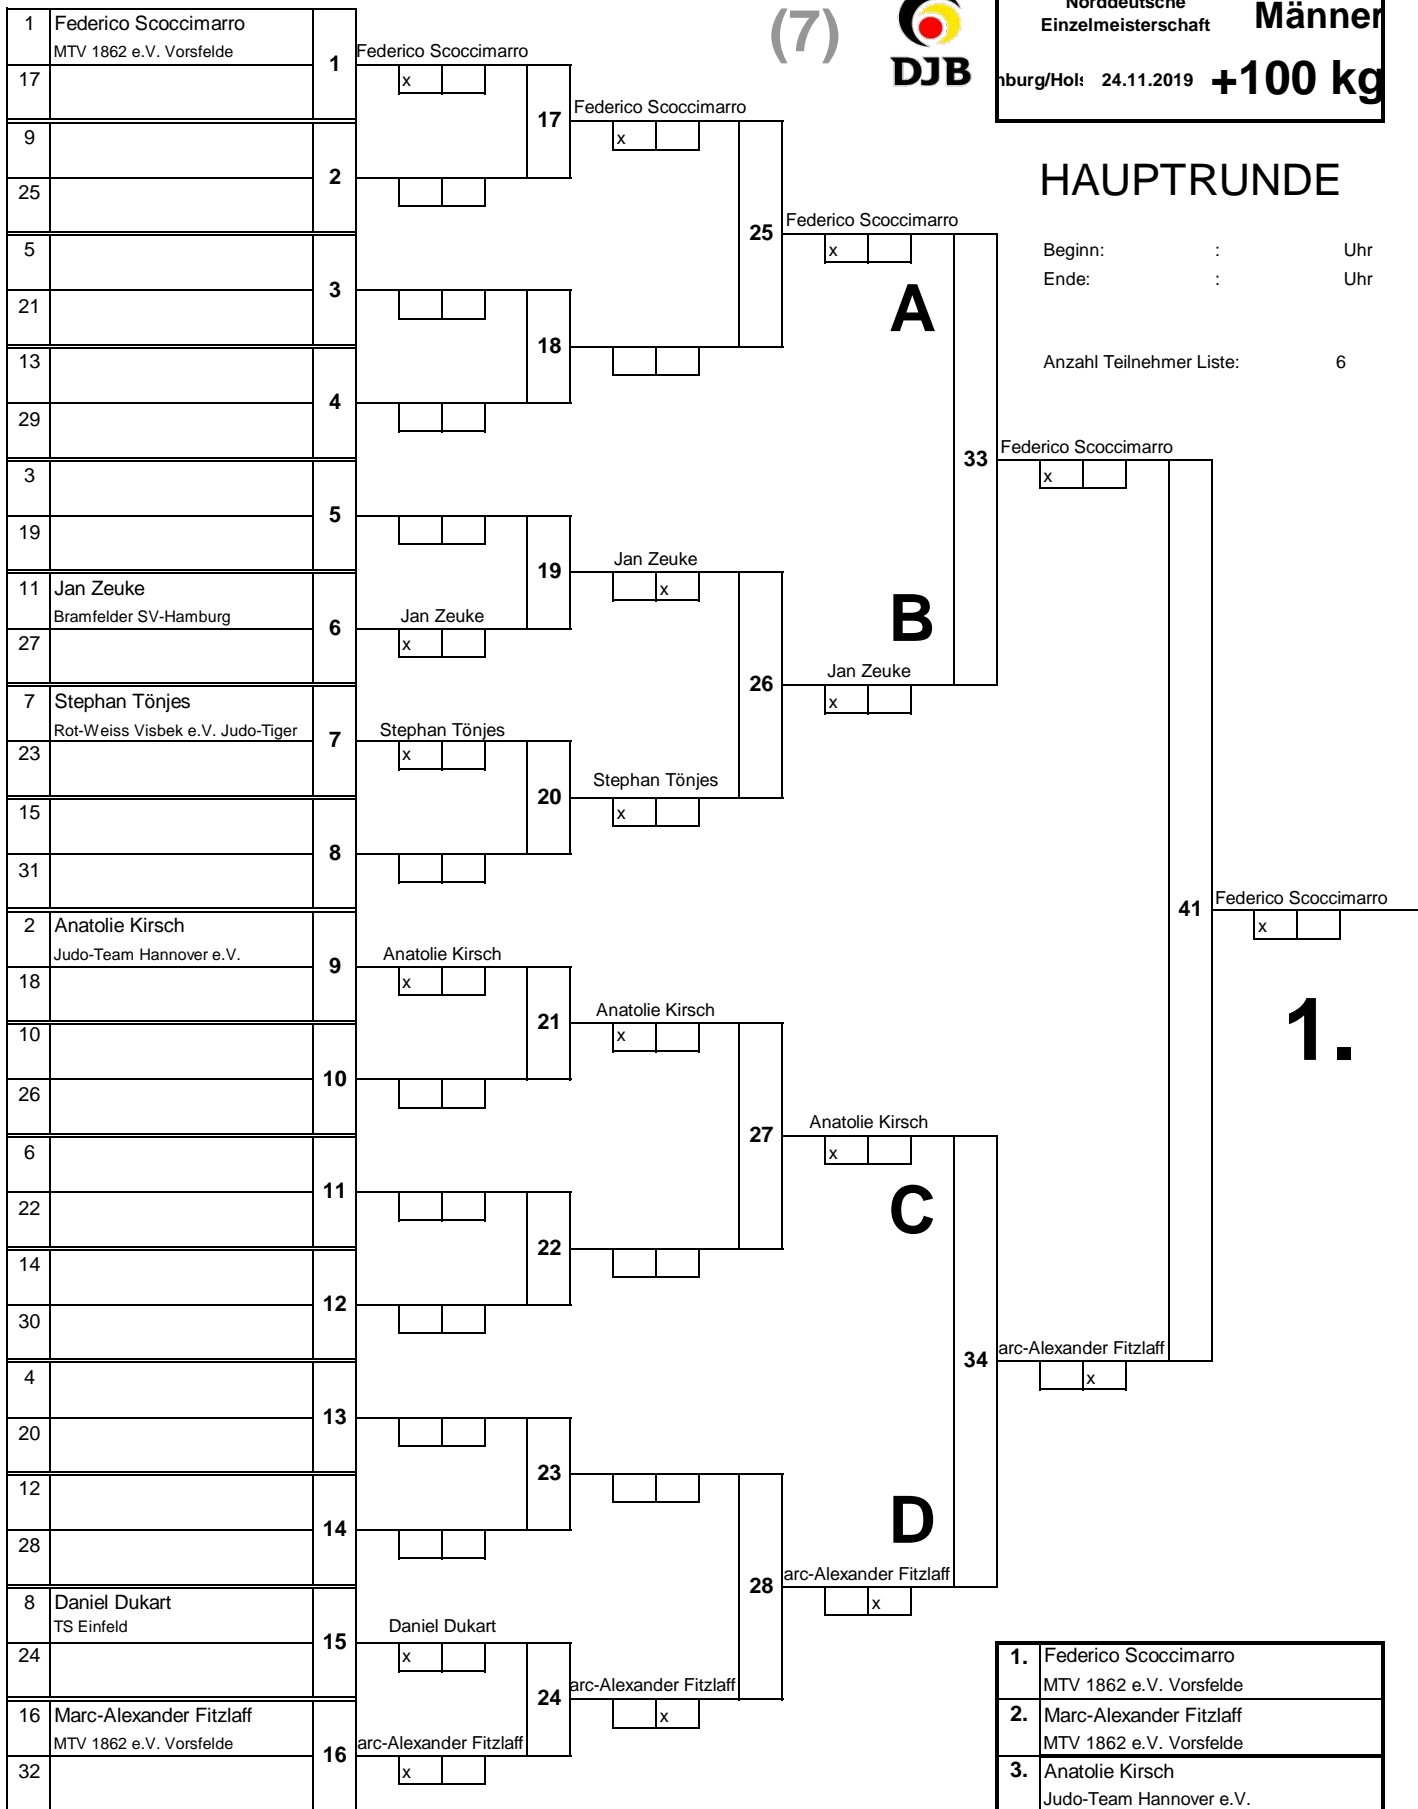 (7)
DJB
Norddeutsche
Einzelmeisterschaft
Männer
24.11.2019
+100 kg
HAUPTRUNDE
Beginn: : Uhr
Ende: : Uhr
Anzahl Teilnehmer Liste: 6
1 Federico Scoccimarro
MTV 1862 e.V. Vorsfelde
17
1
9
25
2
5
21
3
13
29
4
3
19
5
11 Jan Zeuke
Bramfelder SV-Hamburg
27
6
7 Stephan Tönjes
Rot-Weiss Visbek e.V. Judo-Tiger
23
7
15
31
8
2 Anatolie Kirsch
Judo-Team Hannover e.V.
18
9
10
26
10
6
22
11
14
30
12
4
20
13
12
28
14
8 Daniel Dukart
TS Einfeld
24
15
16 Marc-Alexander Fitzlaff
MTV 1862 e.V. Vorsfelde
32
16
Federico Scoccimarro
x
17
18
Jan Zeuke
x
19
Stephan Tönjes
x
20
Anatolie Kirsch
x
21
22
23
Daniel Dukart
x
24
arc-Alexander Fitzlaff
x
Federico Scoccimarro
x
25
Jan Zeuke
x
26
Stephan Tönjes
x
Anatolie Kirsch
x
27
28
arc-Alexander Fitzlaff
x
Federico Scoccimarro
x
A
33
B
Jan Zeuke
x
Anatolie Kirsch
x
C
34
D
arc-Alexander Fitzlaff
x
Federico Scoccimarro
x
41
arc-Alexander Fitzlaff
x
Federico Scoccimarro
x
1.
1. Federico Scoccimarro
MTV 1862 e.V. Vorsfelde
2. Marc-Alexander Fitzlaff
MTV 1862 e.V. Vorsfelde
3. Anatolie Kirsch
Judo-Team Hannover e.V.